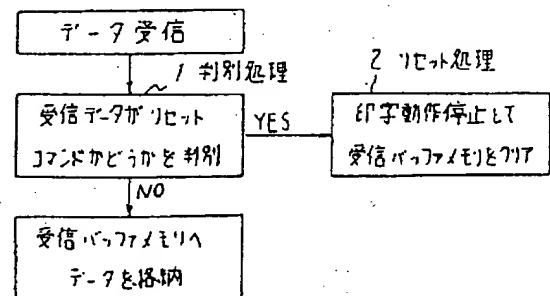 データ受信
1 判別処理
2 リセット処理
受信データがリセット
コマンドかどうかを判別
YES
印字動作停止して
受信バッファメモリをクリア
NO
受信バッファメモリへ
データを格納